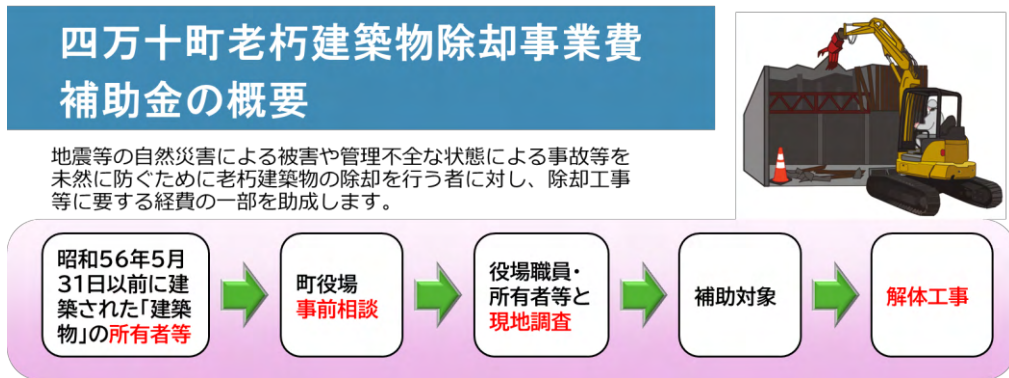 四万十町老朽建築物除却事業費
補助金の概要
地震等の自然災害による被害や管理不全な状態による事故等を
未然に防ぐために老朽建築物の除却を行う者に対し、除却工事
等に要する経費の一部を助成します。
昭和56年5月
31日以前に建
築された「建築
物」の所有者等
町役場
事前相談
役場職員・
所有者等と
現地調査
補助対象
解体工事